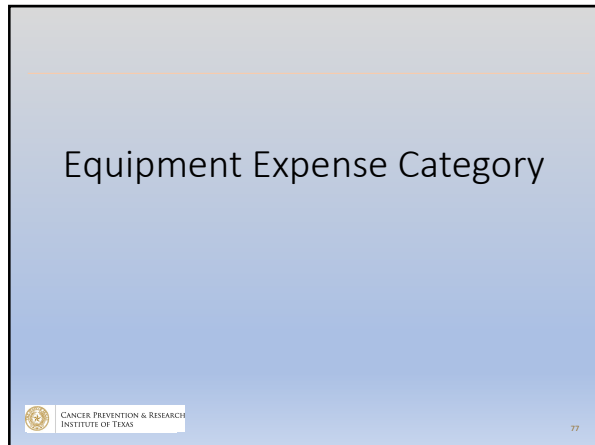 Equipment Expense Category
CANCER PREVENTION & RESEARCH
INSTITUTE OF TEXAS
77